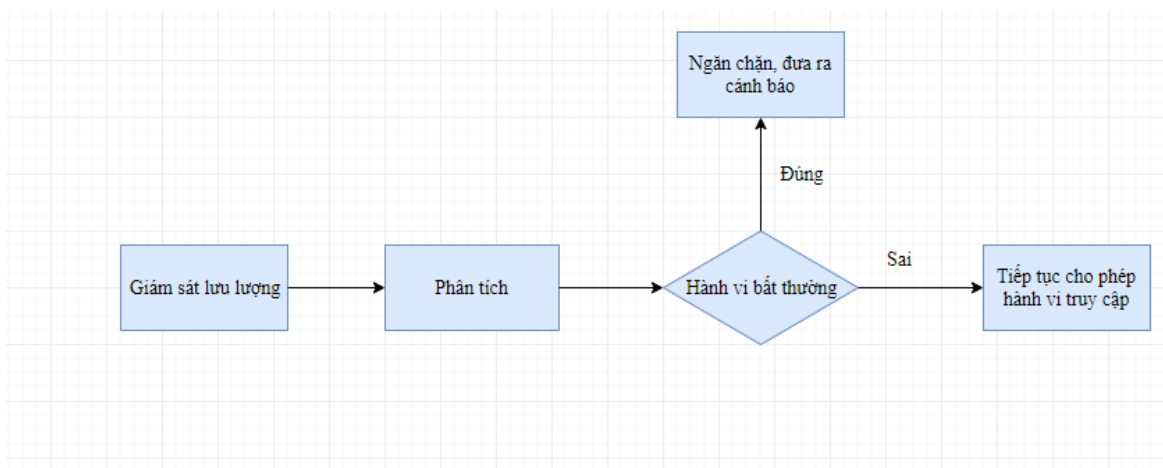 Ngăn chặn, đưa ra
cảnh báo
Đúng
Giám sát lưu lượng
Phân tích
Hành vi bất thường
Sai
Tiếp tục cho phép
hành vi truy cập